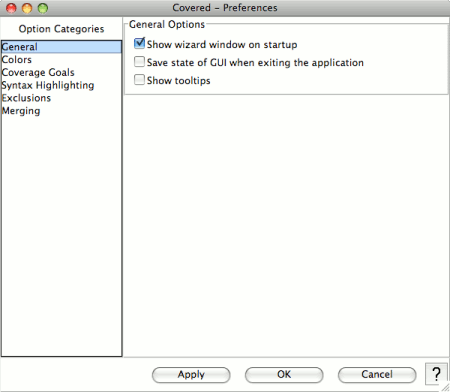 Covered - Preferences
Option Categories
General
Colors
Coverage Goals
Syntax Highlighting
Exclusions
Merging
General Options
Show wizard window on startup
Save state of GUI when exiting the application
Show tooltips
Apply
OK
Cancel
?